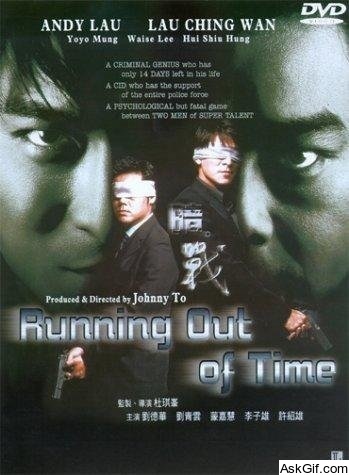 DVD
VIDEO
ANDY LAU LAU CHING WAN
Yoyo Mung Waise Lee Hui Shiu Hung
A CRIMINAL GENIUS who has
only 14 DAYS left in his life
A CID who has the support of
the entire police force
A PSYCHOLOGICAL but fatal game
between TWO MEN of SUPER TALENT
暗戰
Produced & Directed by Johnny To
Running Out
of Time
監製、導演 杜琪峯
主演 劉德華 劉青雲 蒙嘉慧 李子雄 許紹雄
AskGif.com